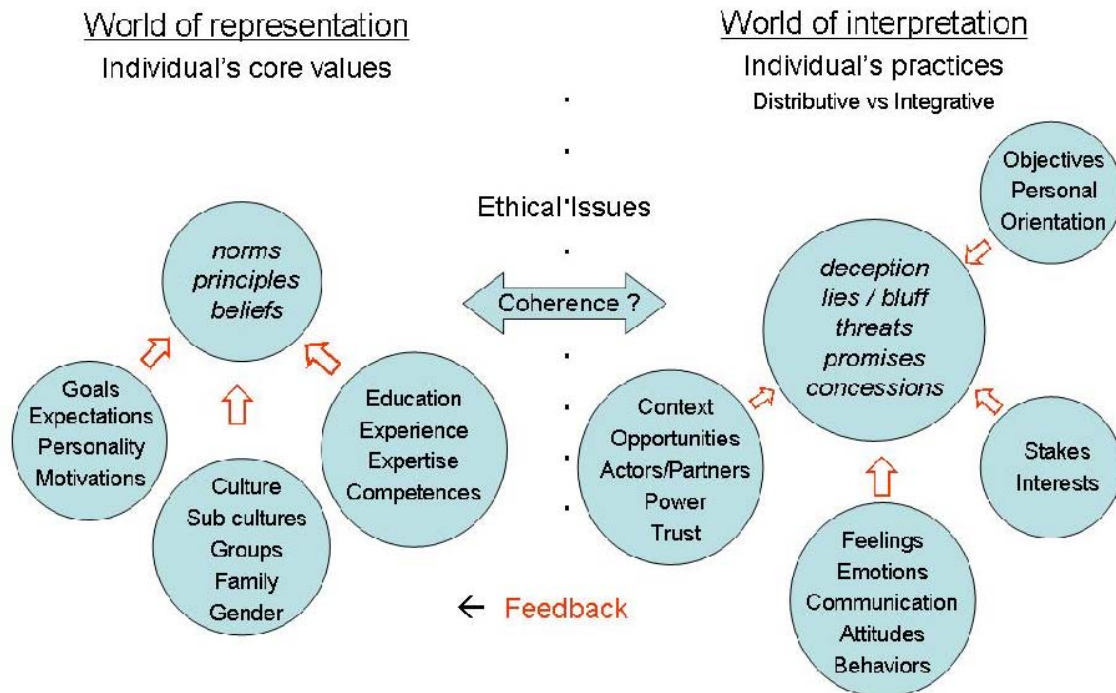 World of representation
Individual's core values
World of interpretation
Individual's practices
Distributive vs Integrative
Ethical Issues
Coherence ?
norms
principles
beliefs
Goals
Expectations
Personality
Motivations
Culture
Sub cultures
Groups
Family
Gender
Education
Experience
Expertise
Competences
Objectives
Personal
Orientation
deception
lies / bluff
threats
promises
concessions
Context
Opportunities
Actors/Partners
Power
Trust
Stakes
Interests
Feelings
Emotions
Communication
Attitudes
Behaviors
← Feedback